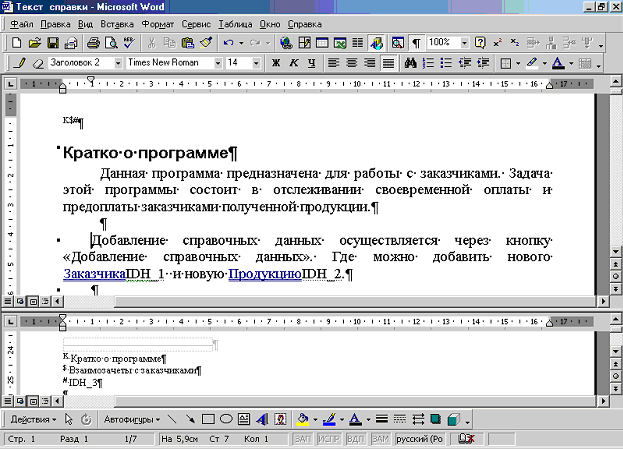 Текст справки - Microsoft Word
Файл Правка Вид Вставка Формат Сервис Таблица Окно Справка
100%
Заголовок 2 Times New Roman 14 Ж К Ч
K$#¶
Кратко·о·программе¶
Данная· программа· предназначена· для· работы· с· заказчиками.· Задача·
этой· программы· состоит· в· отслеживании· своевременной· оплаты· и·
предоплаты·заказчиками·полученной·продукции.¶
¶
Добавление· справочных· данных· осуществляется· через· кнопку·
«Добавление· справочных· данных».· Где· можно· добавить· нового·
ЗаказчикаIDH_1··и·новую·ПродукциюIDH_2.¶
¶
¶
K·Кратко·о·программе¶
$·Взаимозачеты·с·заказчиками¶
#·IDH_3¶
Действия Автофигуры
Стр. 1 Разд 1 1/7 На 5,9см Ст 7 Кол 1 ЗАП ИСПР ВДЛ ЗАМ русский (Ро